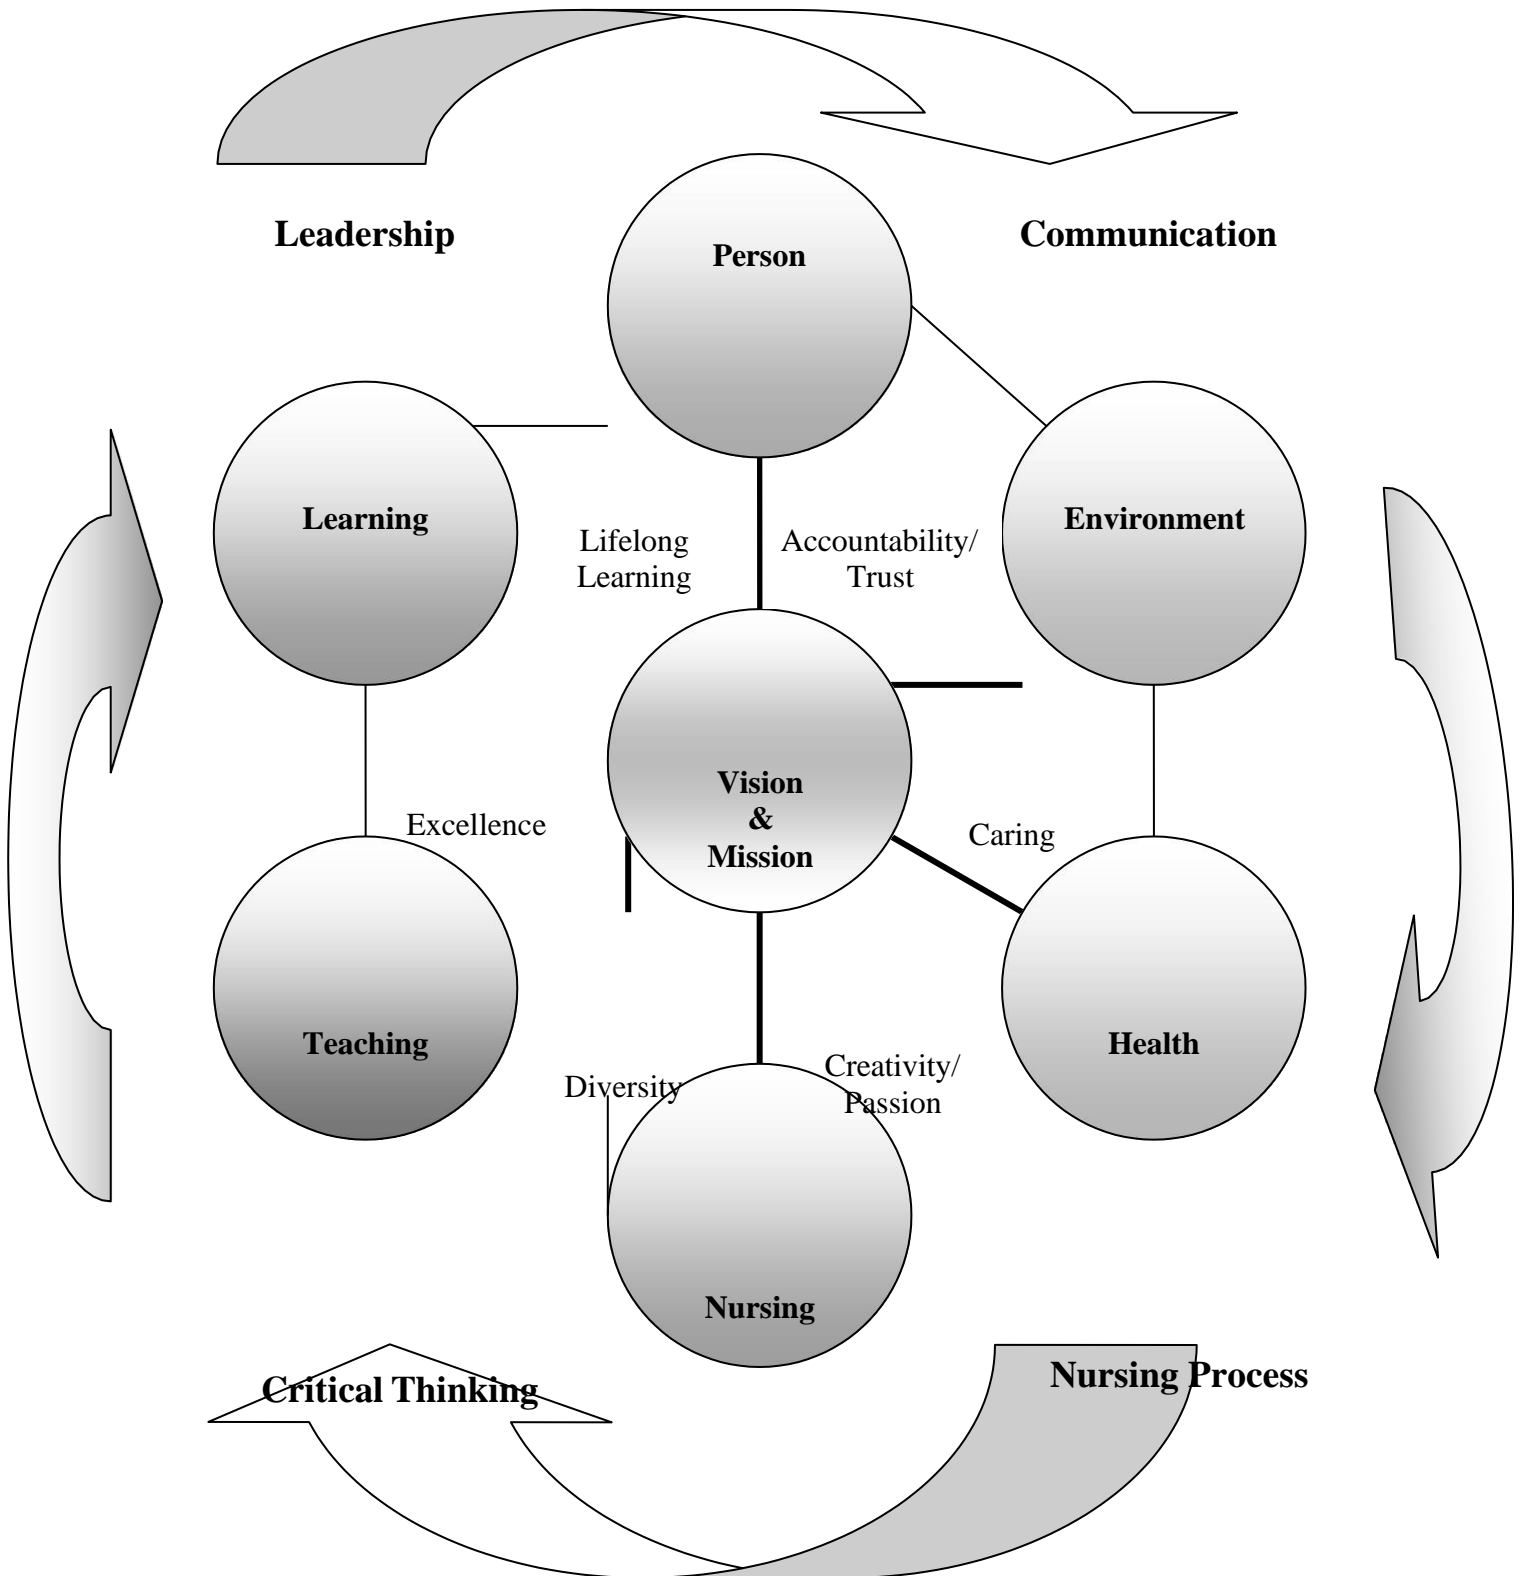 Leadership
Communication
Person
Learning
Environment
Lifelong
Learning
Accountability/
Trust
Vision
&
Mission
Excellence
Caring
Teaching
Health
Diversity
Creativity/
Passion
Nursing
Critical Thinking
Nursing Process